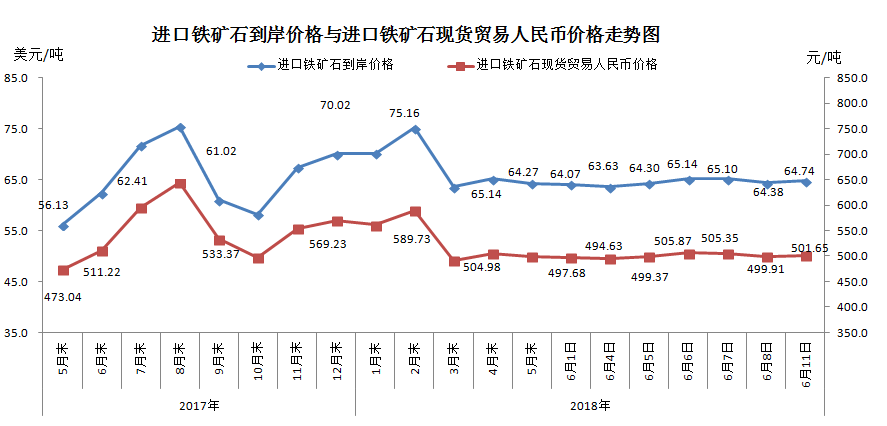 进口铁矿石到岸价格与进口铁矿石现货贸易人民币价格走势图
美元/吨
元/吨
进口铁矿石到岸价格
进口铁矿石现货贸易人民币价格
85.0
75.0
65.0
55.0
45.0
35.0
850.0
800.0
750.0
700.0
650.0
600.0
550.0
500.0
450.0
400.0
350.0
56.13
62.41
61.02
70.02
75.16
65.14
64.27
64.07
63.63
64.30
65.14
65.10
64.38
64.74
473.04
511.22
533.37
569.23
589.73
504.98
497.68
494.63
499.37
505.87
505.35
499.91
501.65
5月末
6月末
7月末
8月末
9月末
10月末
11月末
12月末
1月末
2月末
3月末
4月末
5月末
6月1日
6月4日
6月5日
6月6日
6月7日
6月8日
6月11日
2017年
2018年